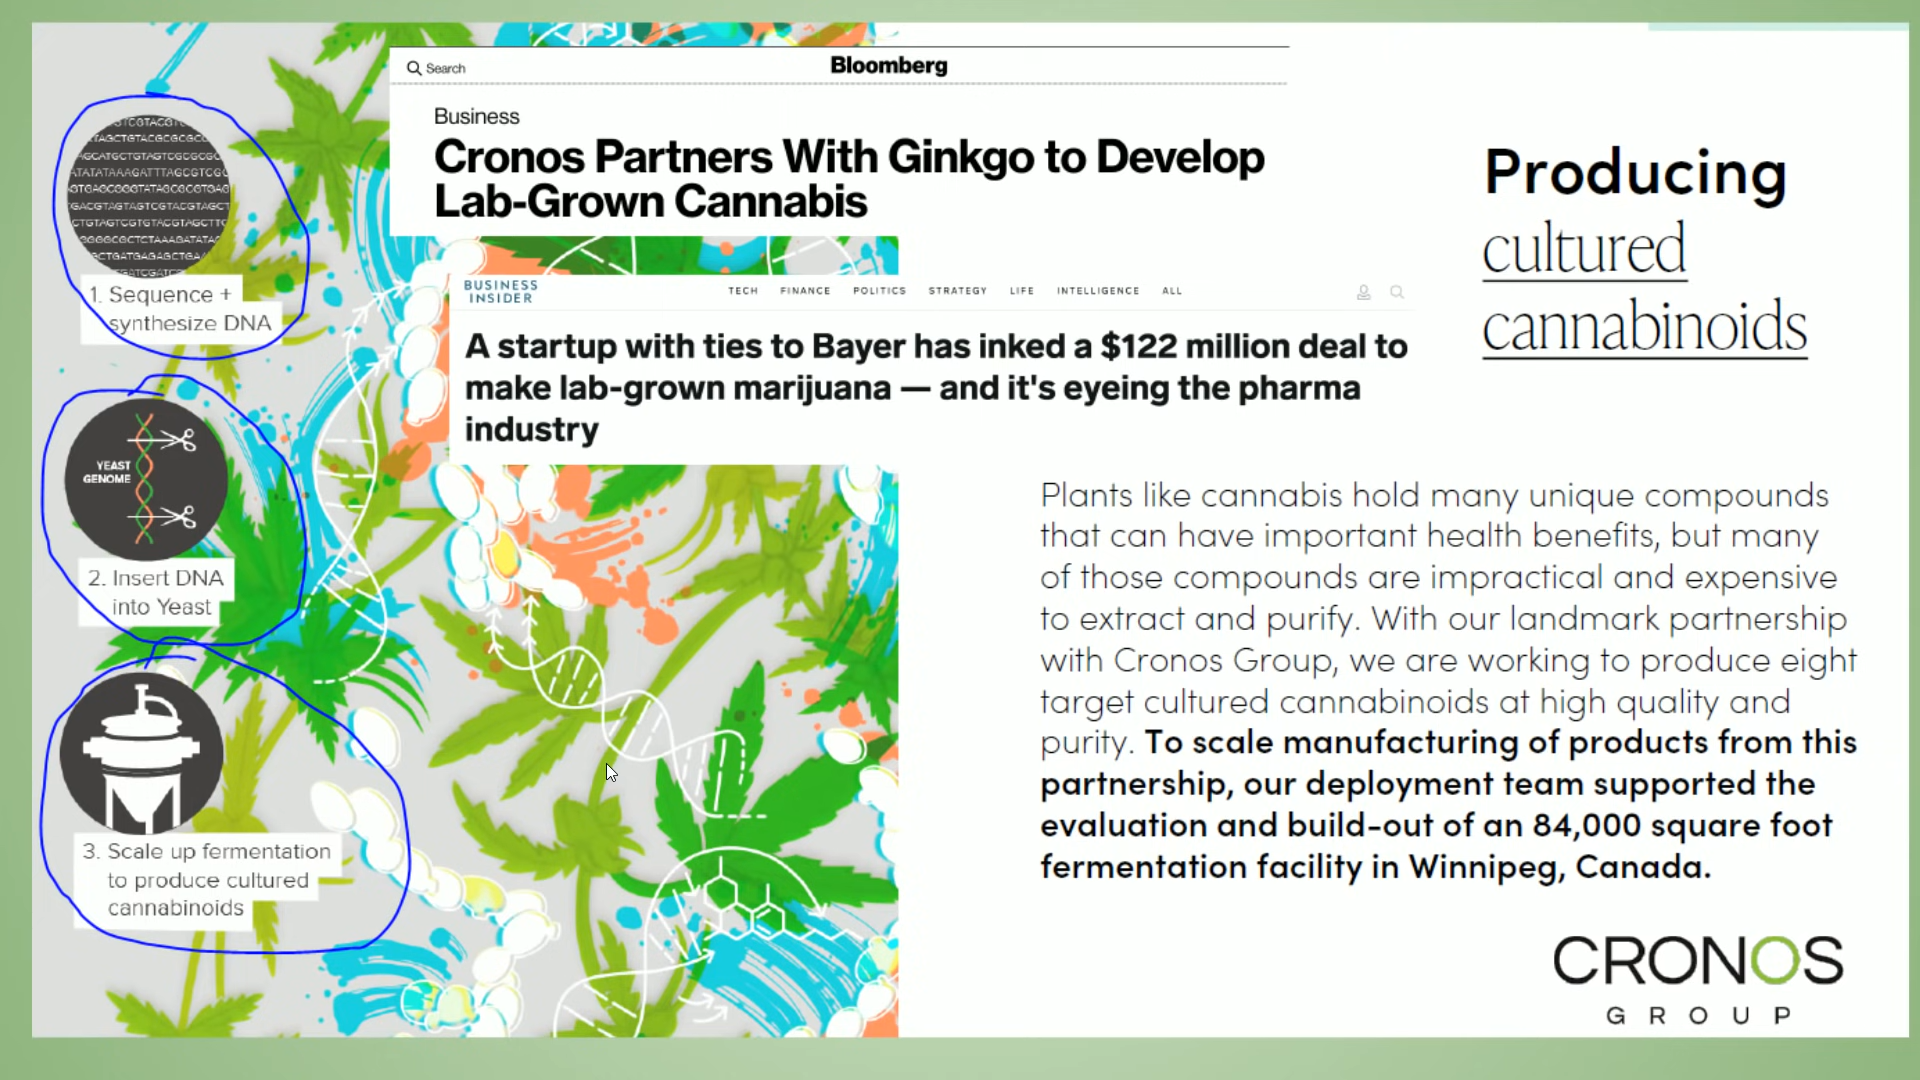 Search
Bloomberg
Business
Cronos Partners With Ginkgo to Develop
Lab-Grown Cannabis
BUSINESS
INSIDER
TECH FINANCE POLITICS STRATEGY LIFE INTELLIGENCE ALL
A startup with ties to Bayer has inked a $122 million deal to
make lab-grown marijuana — and it's eyeing the pharma
industry
1. Sequence +
synthesize DNA
YEAST
GENOME
2. Insert DNA
into Yeast
3. Scale up fermentation
to produce cultured
cannabinoids
Producing
cultured
cannabinoids
Plants like cannabis hold many unique compounds
that can have important health benefits, but many
of those compounds are impractical and expensive
to extract and purify. With our landmark partnership
with Cronos Group, we are working to produce eight
target cultured cannabinoids at high quality and
purity. To scale manufacturing of products from this
partnership, our deployment team supported the
evaluation and build-out of an 84,000 square foot
fermentation facility in Winnipeg, Canada.
CRONOS
GROUP